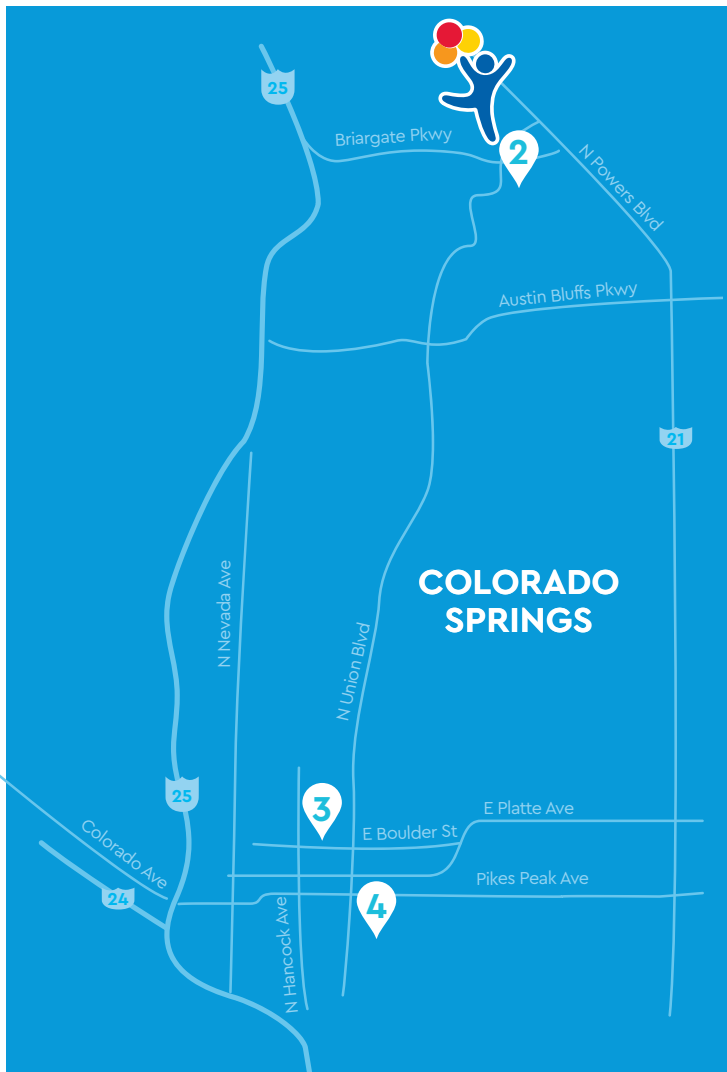 25
Briargate Pkwy
2
N Powers Blvd
Austin Bluffs Pkwy
21
COLORADO
SPRINGS
N Nevada Ave
N Union Blvd
25
3
E Platte Ave
E Boulder St
Colorado Ave
24
Pikes Peak Ave
4
N Hancock Ave